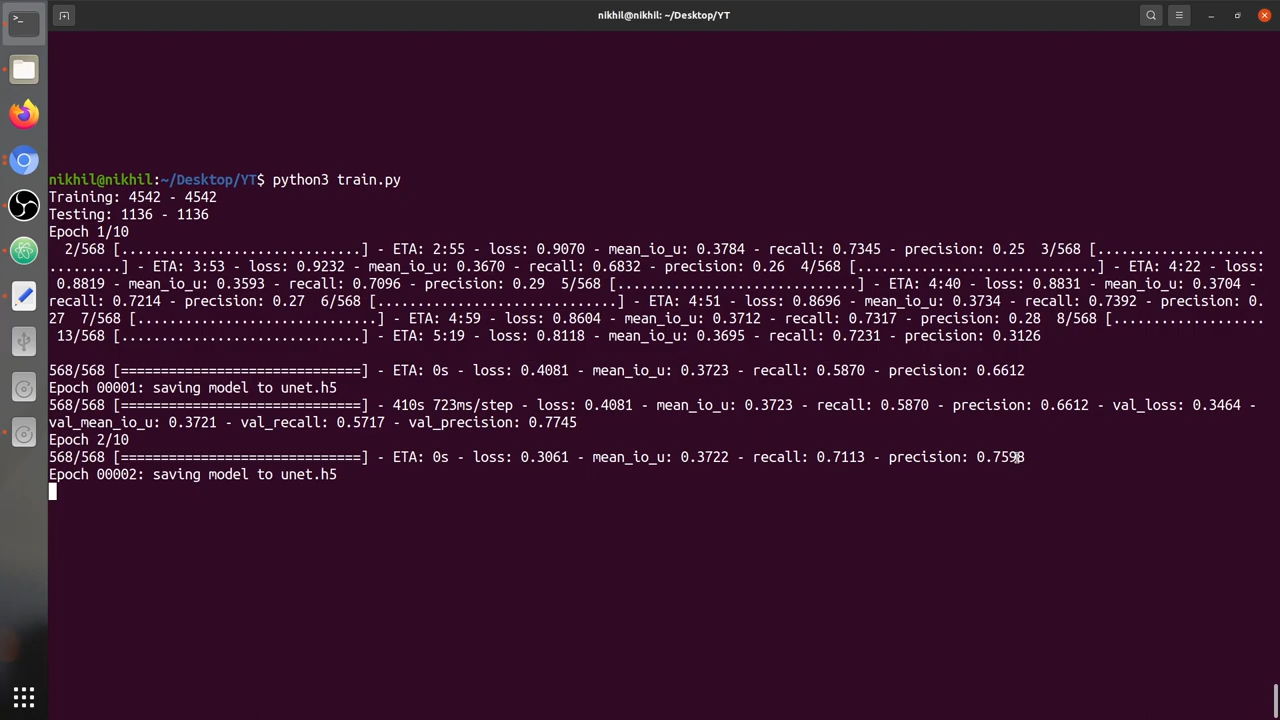 nikhil@nikhil: ~/Desktop/YT
nikhil@nikhil:~/Desktop/YT$ python3 train.py
Training: 4542 - 4542
Testing: 1136 - 1136
Epoch 1/10
2/568 [..............................] - ETA: 2:55 - loss: 0.9070 - mean_io_u: 0.3784 - recall: 0.7345 - precision: 0.25 3/568 [.....................
.........] - ETA: 3:53 - loss: 0.9232 - mean_io_u: 0.3670 - recall: 0.6832 - precision: 0.26 4/568 [..............................] - ETA: 4:22 - loss:
0.8819 - mean_io_u: 0.3593 - recall: 0.7096 - precision: 0.29 5/568 [..............................] - ETA: 4:40 - loss: 0.8831 - mean_io_u: 0.3704 -
recall: 0.7214 - precision: 0.27 6/568 [..............................] - ETA: 4:51 - loss: 0.8696 - mean_io_u: 0.3734 - recall: 0.7392 - precision: 0.
27 7/568 [..............................] - ETA: 4:59 - loss: 0.8604 - mean_io_u: 0.3712 - recall: 0.7317 - precision: 0.28 8/568 [...................
13/568 [..............................] - ETA: 5:19 - loss: 0.8118 - mean_io_u: 0.3695 - recall: 0.7231 - precision: 0.3126
568/568 [==============================] - ETA: 0s - loss: 0.4081 - mean_io_u: 0.3723 - recall: 0.5870 - precision: 0.6612
Epoch 00001: saving model to unet.h5
568/568 [==============================] - 410s 723ms/step - loss: 0.4081 - mean_io_u: 0.3723 - recall: 0.5870 - precision: 0.6612 - val_loss: 0.3464 -
val_mean_io_u: 0.3721 - val_recall: 0.5717 - val_precision: 0.7745
Epoch 2/10
568/568 [==============================] - ETA: 0s - loss: 0.3061 - mean_io_u: 0.3722 - recall: 0.7113 - precision: 0.7598
Epoch 00002: saving model to unet.h5